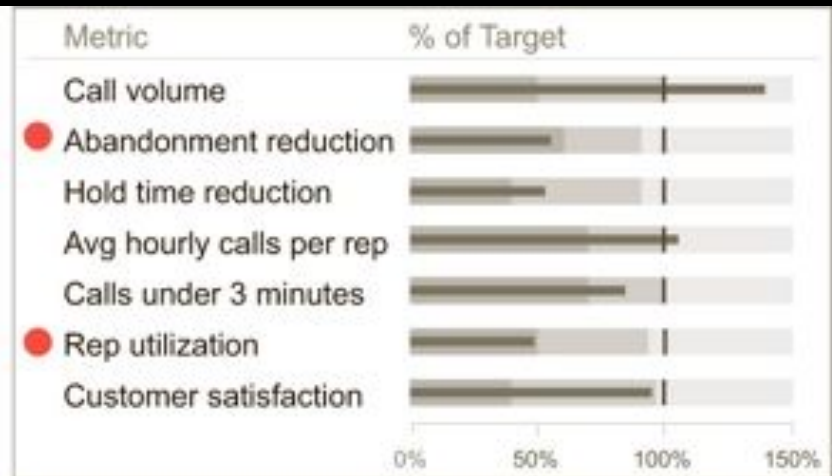 Metric % of Target
Call volume
Abandonment reduction
Hold time reduction
Avg hourly calls per rep
Calls under 3 minutes
Rep utilization
Customer satisfaction
0% 50% 100% 150%